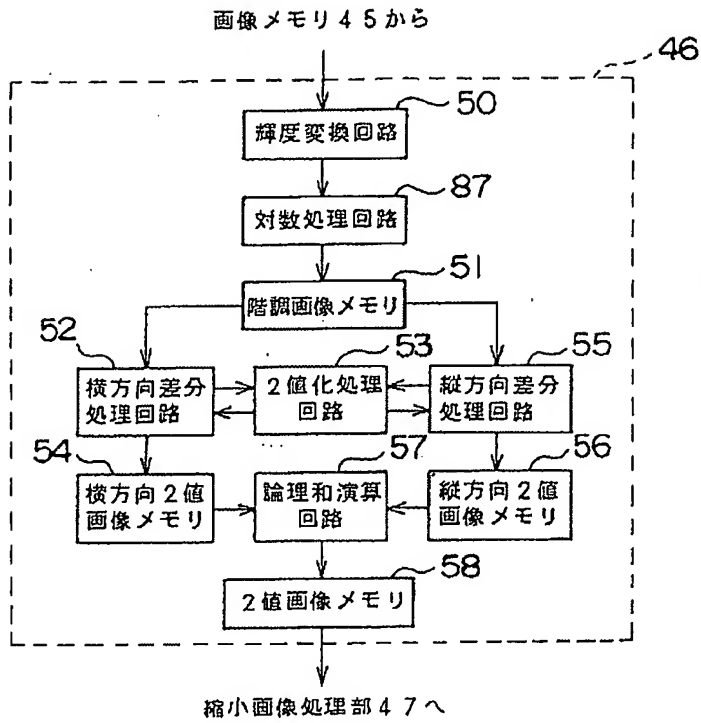 画像メモリ45から
46
50
輝度変換回路
87
対数処理回路
51
階調画像メモリ
52
53
55
横方向差分
処理回路
2値化処理
回路
縦方向差分
処理回路
54
57
56
横方向2値
画像メモリ
論理和演算
回路
縦方向2値
画像メモリ
58
2値画像メモリ
縮小画像処理部47へ